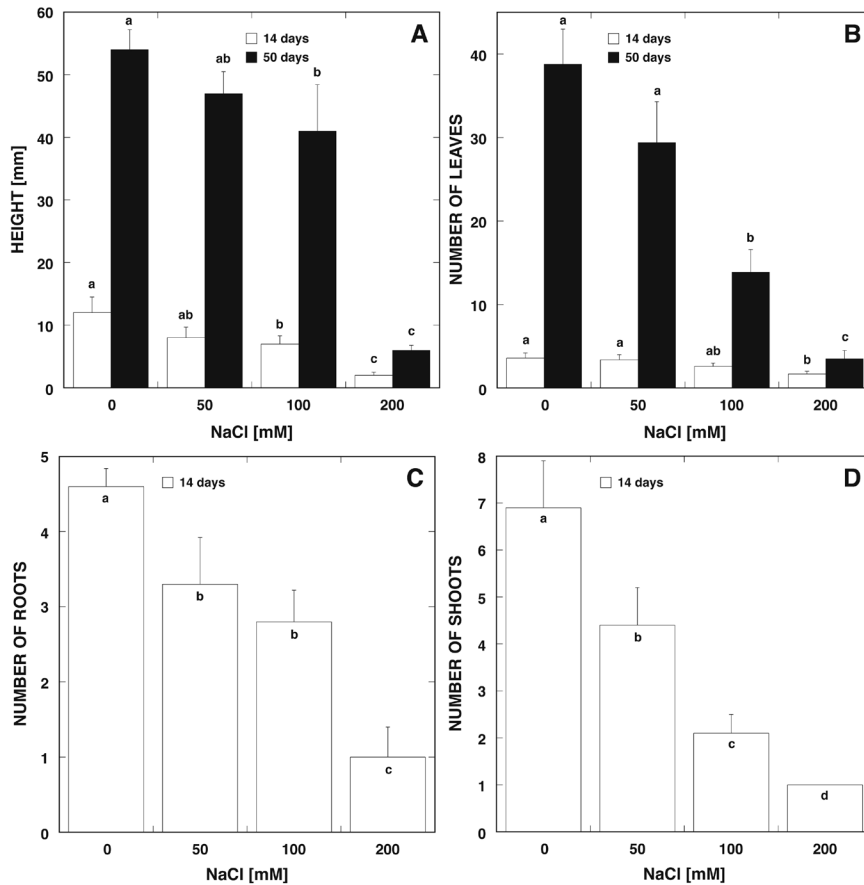 A
14 days
50 days
HEIGHT [mm]
60
50
40
30
20
10
0
a
a
ab
ab
b
b
c
c
0 50 100 200
NaCl [mM]
B
14 days
50 days
NUMBER OF LEAVES
40
30
20
10
0
a
a
a
a
ab
b
b
c
0 50 100 200
NaCl [mM]
C
14 days
NUMBER OF ROOTS
5
4
3
2
1
0
a
b
b
c
0 50 100 200
NaCl [mM]
D
14 days
NUMBER OF SHOOTS
8
7
6
5
4
3
2
1
0
a
b
c
d
0 50 100 200
NaCl [mM]